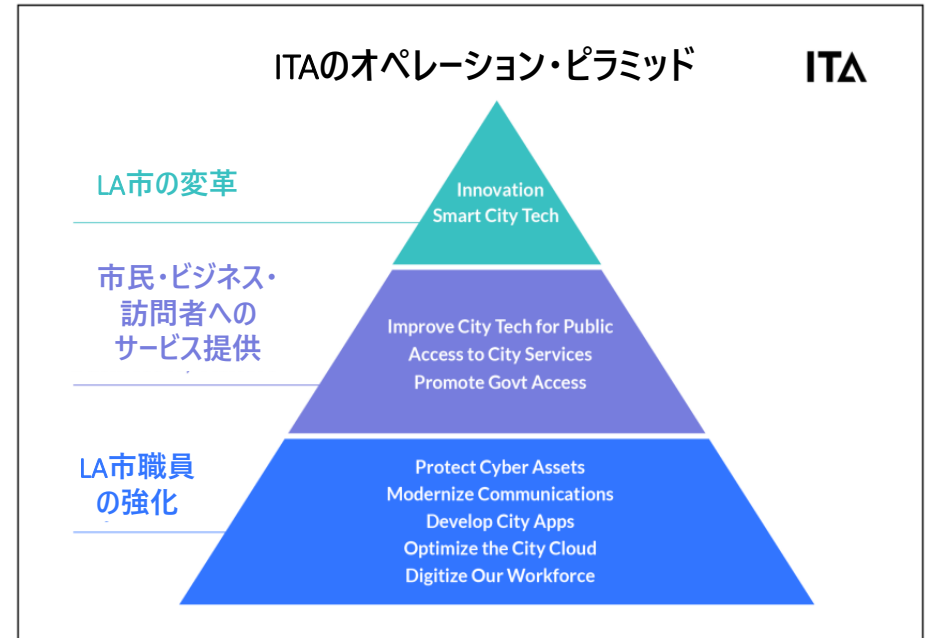 ITAのオペレーション・ピラミッド
ITA
LA市の変革
Innovation
Smart City Tech
市民・ビジネス・
訪問者への
サービス提供
Improve City Tech for Public
Access to City Services
Promote Govt Access
LA市職員
の強化
Protect Cyber Assets
Modernize Communications
Develop City Apps
Optimize the City Cloud
Digitize Our Workforce